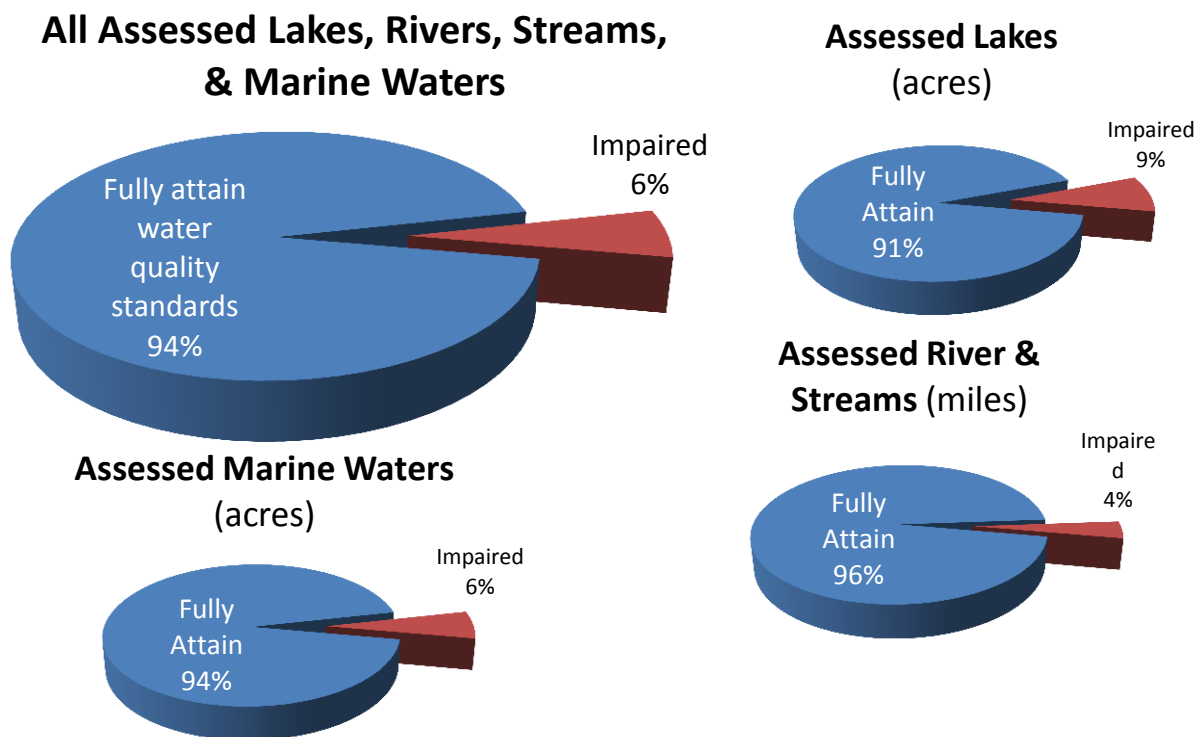 All Assessed Lakes, Rivers, Streams,
& Marine Waters
Fully attain
water
quality
standards
94%
Impaired
6%
Assessed Lakes
(acres)
Fully
Attain
91%
Impaired
9%
Assessed River &
Streams (miles)
Fully
Attain
96%
Impaire
d
4%
Assessed Marine Waters
(acres)
Fully
Attain
94%
Impaired
6%